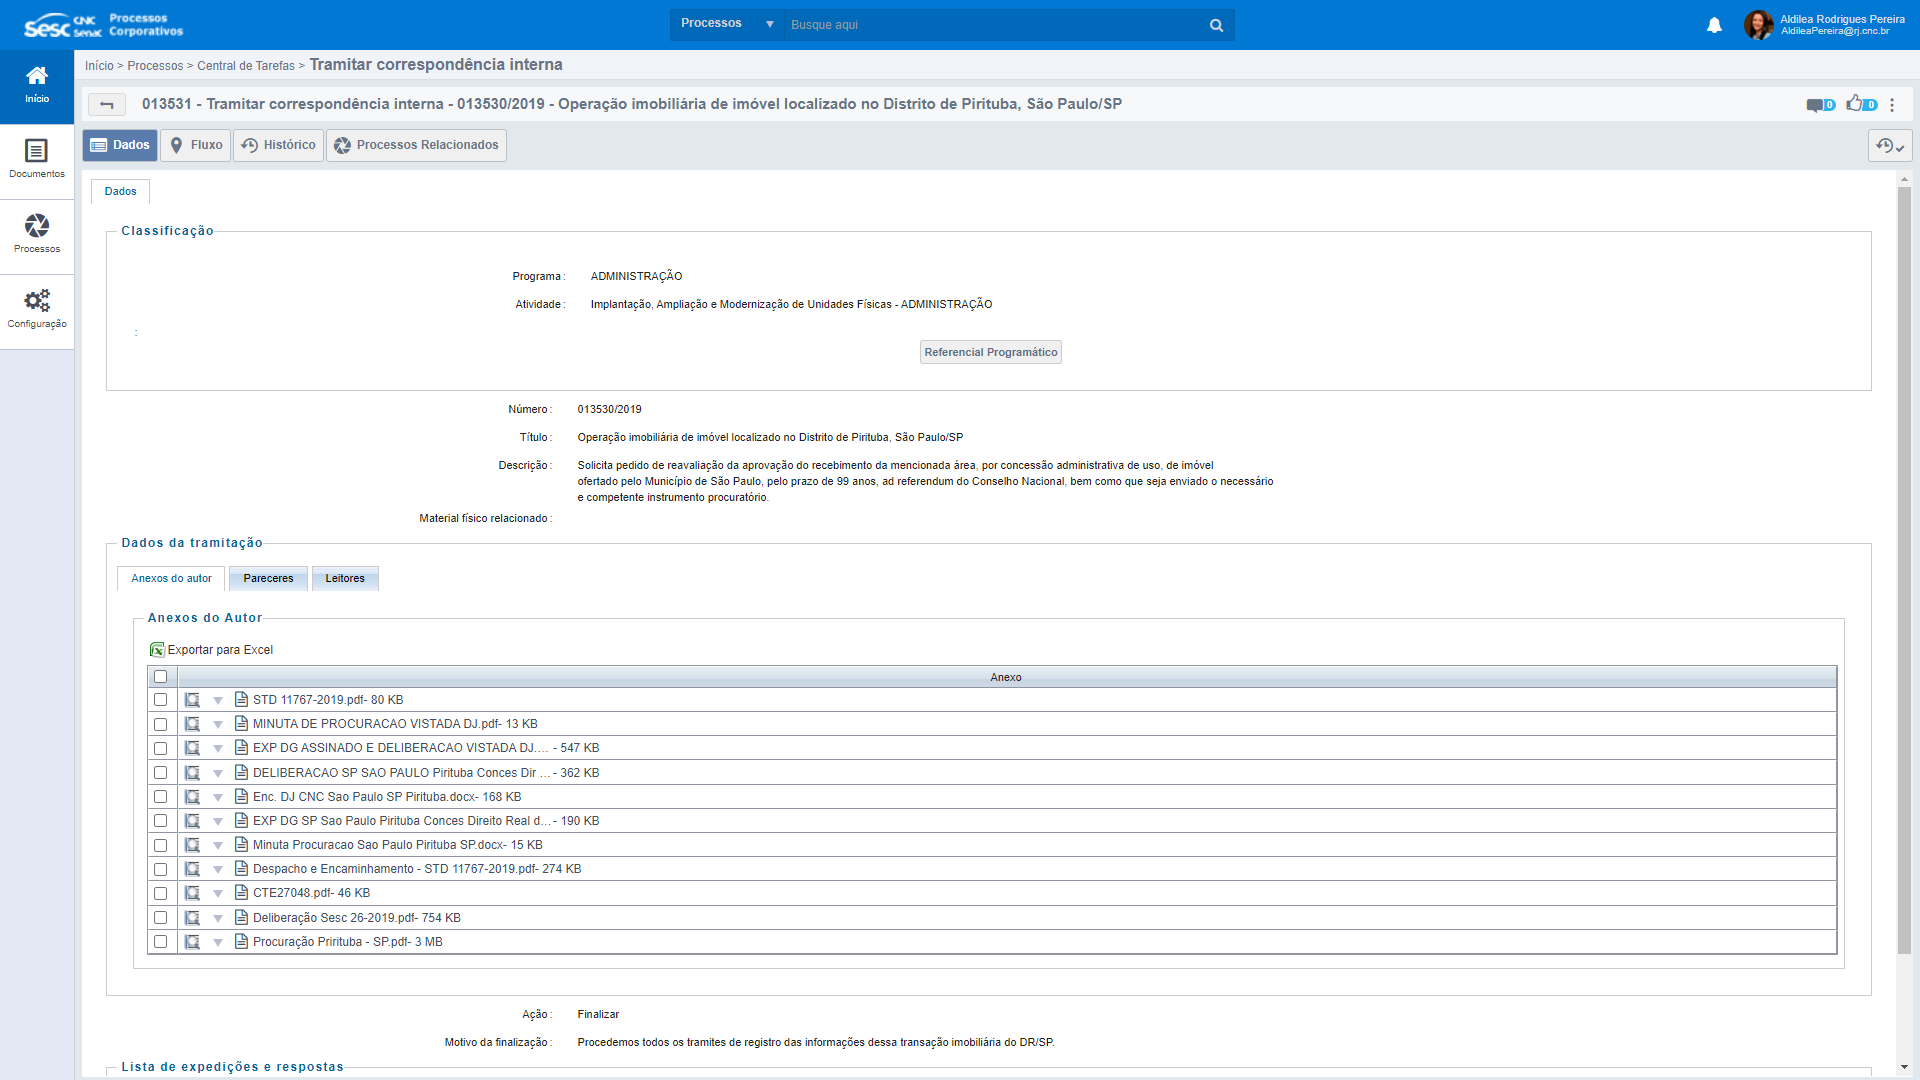 Sesc CNC Senac Processos Corporativos
Processos
Busque aqui
Aldilea Rodrigues Pereira
AldileaPereira@rj.cnc.br
Início
Documentos
Processos
Configuração
Início > Processos > Central de Tarefas > Tramitar correspondência interna
013531 - Tramitar correspondência interna - 013530/2019 - Operação imobiliária de imóvel localizado no Distrito de Pirituba, São Paulo/SP
0
0
Dados
Fluxo
Histórico
Processos Relacionados
Dados
Classificação
Programa : ADMINISTRAÇÃO
Atividade : Implantação, Ampliação e Modernização de Unidades Físicas - ADMINISTRAÇÃO
:
Referencial Programático
Número : 013530/2019
Título : Operação imobiliária de imóvel localizado no Distrito de Pirituba, São Paulo/SP
Descrição : Solicita pedido de reavaliação da aprovação do recebimento da mencionada área, por concessão administrativa de uso, de imóvel
ofertado pelo Município de São Paulo, pelo prazo de 99 anos, ad referendum do Conselho Nacional, bem como que seja enviado o necessário
e competente instrumento procuratório.
Material físico relacionado :
Dados da tramitação
Anexos do autor
Pareceres
Leitores
Anexos do Autor
Exportar para Excel
Anexo
STD 11767-2019.pdf- 80 KB
MINUTA DE PROCURACAO VISTADA DJ.pdf- 13 KB
EXP DG ASSINADO E DELIBERACAO VISTADA DJ.... - 547 KB
DELIBERACAO SP SAO PAULO Pirituba Conces Dir ... - 362 KB
Enc. DJ CNC Sao Paulo SP Pirituba.docx- 168 KB
EXP DG SP Sao Paulo Pirituba Conces Direito Real d... - 190 KB
Minuta Procuracao Sao Paulo Pirituba SP.docx- 15 KB
Despacho e Encaminhamento - STD 11767-2019.pdf- 274 KB
CTE27048.pdf- 46 KB
Deliberação Sesc 26-2019.pdf- 754 KB
Procuração Prirituba - SP.pdf- 3 MB
Ação : Finalizar
Motivo da finalização : Procedemos todos os tramites de registro das informações dessa transação imobiliária do DR/SP.
Lista de expedições e respostas